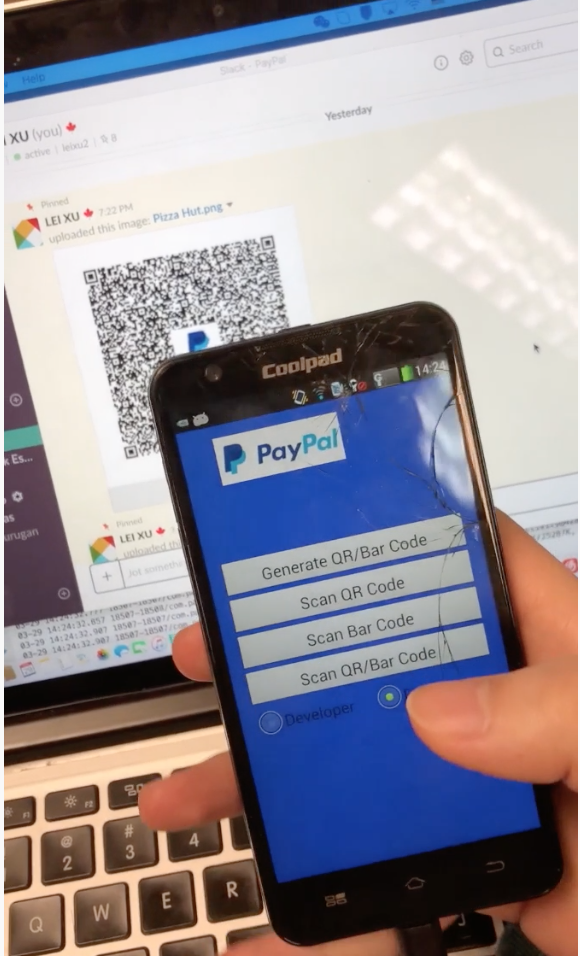 Help
Slack - PayPal
Search
XU (you)
active | leixu2 | 8
Yesterday
Pinned
LEI XU 7:22 PM
uploaded this image: Pizza Hut.png
Coolpad
14:24
PayPal
Generate QR/Bar Code
Scan QR Code
Scan Bar Code
Scan QR/Bar Code
Developer
k Es...
as
urugan
Pinned
LEI XU
uploaded this
+
03-29 14:24:32.857 18507-18508/com.pa
03-29 14:24:32.907 18507-18507/com.p
03-29 14:24:32.907 18507-18507/
F1
F2
@
2
#
3
4
Q
W
E
R